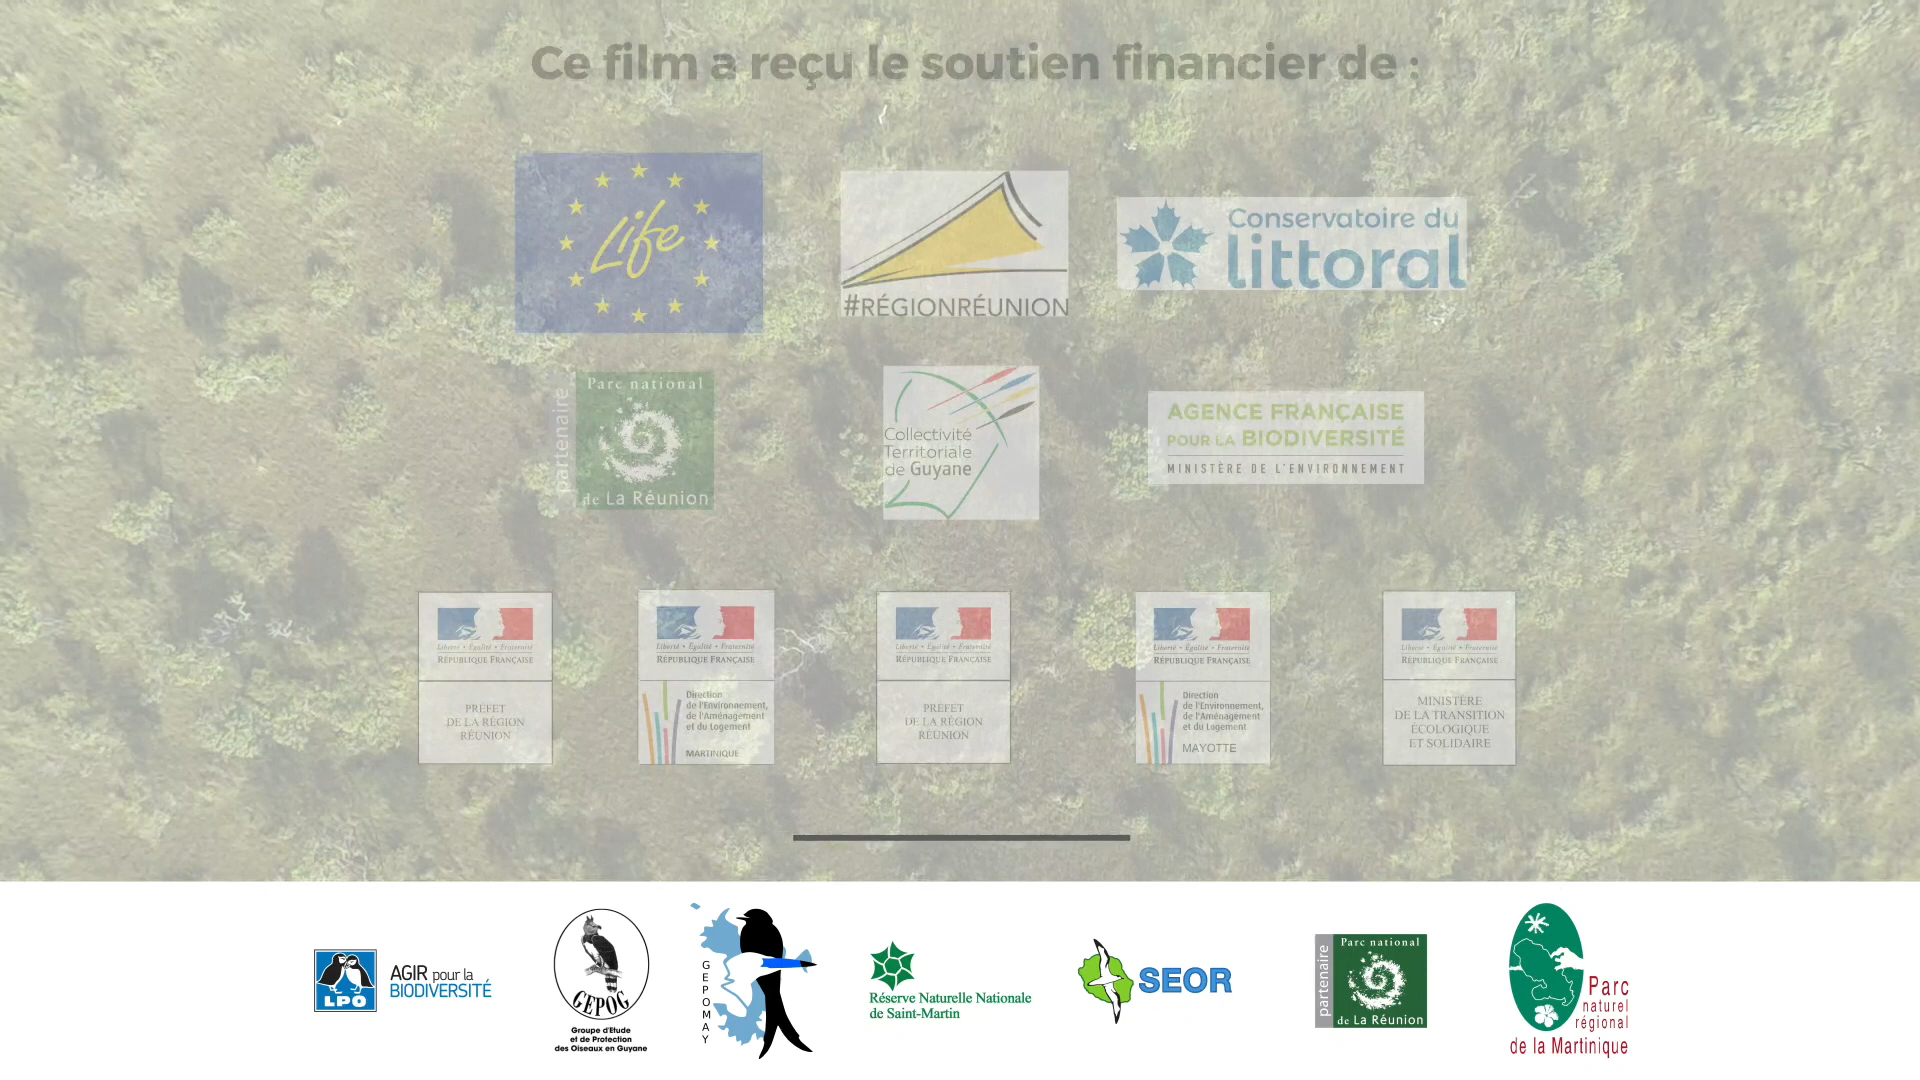 Ce film a reçu le soutien financier de :
Life
#RÉGIONRÉUNION
Conservatoire du
littoral
partenaire
Parc national
de La Réunion
Collectivité
Territoriale
de Guyane
AGENCE FRANÇAISE
POUR LA BIODIVERSITÉ
MINISTÈRE DE L'ENVIRONNEMENT
Liberté • Égalité • Fraternité
RÉPUBLIQUE FRANÇAISE
PRÉFET
DE LA RÉGION
RÉUNION
Liberté • Égalité • Fraternité
RÉPUBLIQUE FRANÇAISE
Direction
de l'Environnement,
de l'Aménagement
et du Logement
MARTINIQUE
Liberté • Égalité • Fraternité
RÉPUBLIQUE FRANÇAISE
PRÉFET
DE LA RÉGION
RÉUNION
Liberté • Égalité • Fraternité
RÉPUBLIQUE FRANÇAISE
Direction
de l'Environnement,
de l'Aménagement
et du Logement
MAYOTTE
Liberté • Égalité • Fraternité
RÉPUBLIQUE FRANÇAISE
MINISTÈRE
DE LA TRANSITION
ÉCOLOGIQUE
ET SOLIDAIRE
LPO
AGIR pour la
BIODIVERSITÉ
GEPOG
Groupe d'Etude
et de Protection
des Oiseaux en Guyane
GEPOMAY
Réserve Naturelle Nationale
de Saint-Martin
SEOR
partenaire
Parc national
de La Réunion
Parc
naturel
régional
de la Martinique